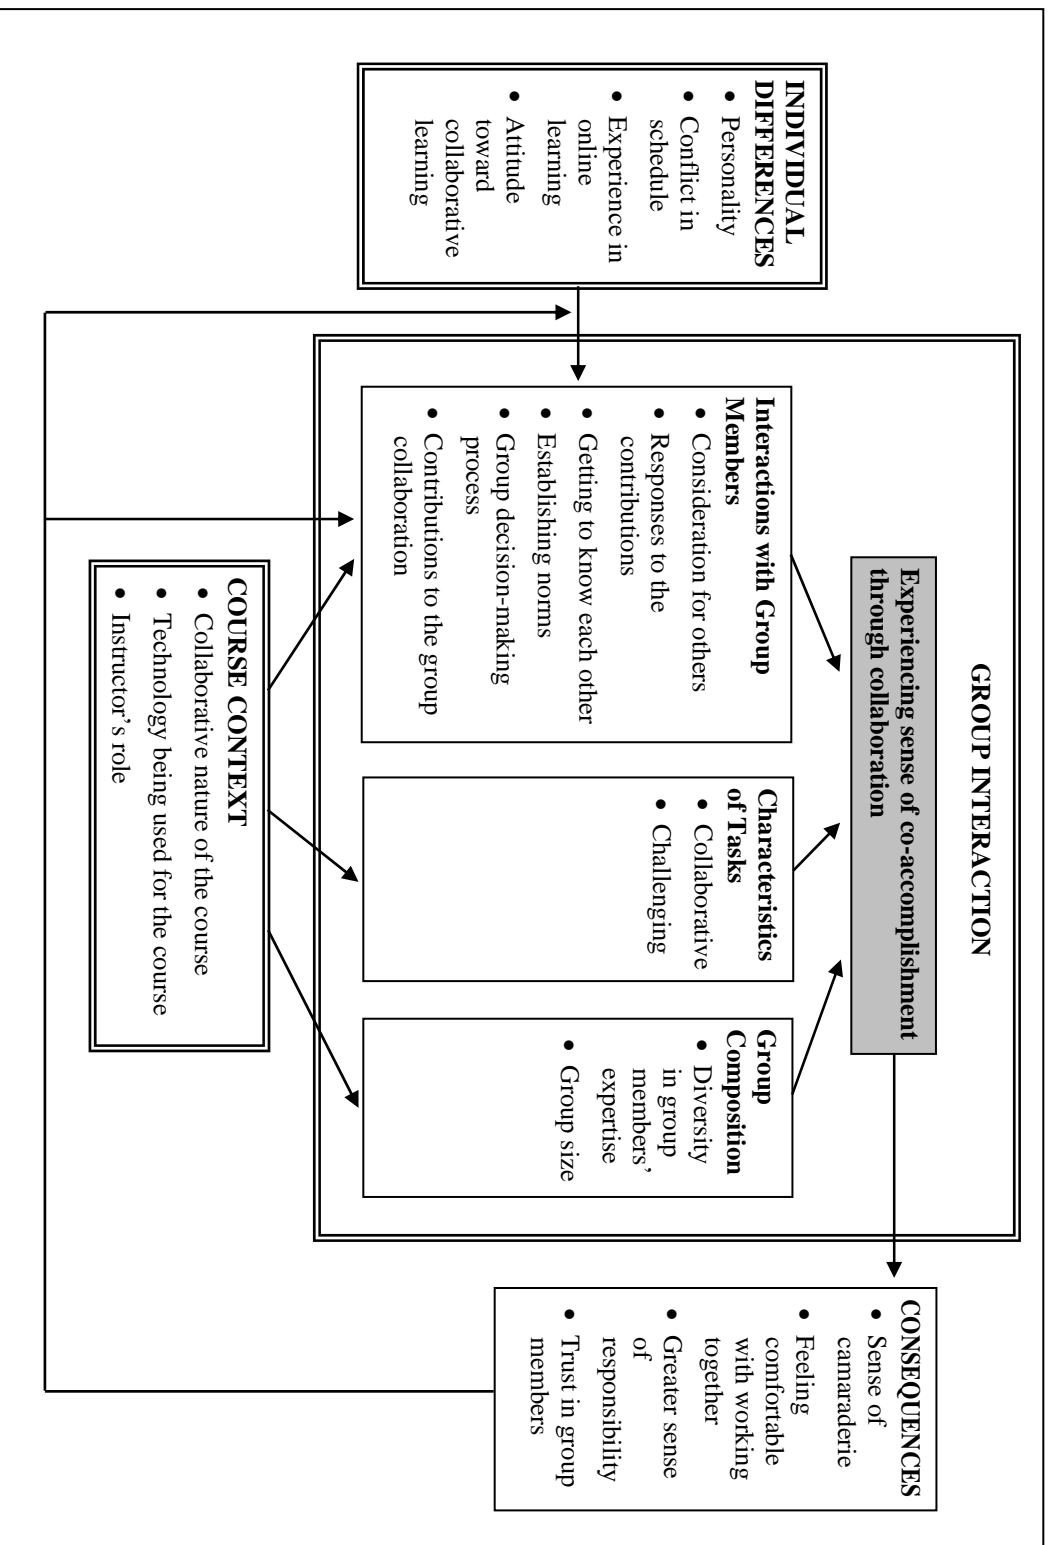 GROUP INTERACTION
Experiencing sense of co-accomplishment
through collaboration
INDIVIDUAL
DIFFERENCES
• Personality
• Conflict in
schedule
• Experience in
online
learning
• Attitude
toward
collaborative
learning
Interactions with Group
Members
• Consideration for others
• Responses to the
contributions
• Getting to know each other
• Establishing norms
• Group decision-making
process
• Contributions to the group
collaboration
Characteristics
of Tasks
• Collaborative
• Challenging
Group
Composition
• Diversity
in group
members’
expertise
• Group size
CONSEQUENCES
• Sense of
camaraderie
• Feeling
comfortable
with working
together
• Greater sense
of
responsibility
• Trust in group
members
COURSE CONTEXT
• Collaborative nature of the course
• Technology being used for the course
• Instructor’s role